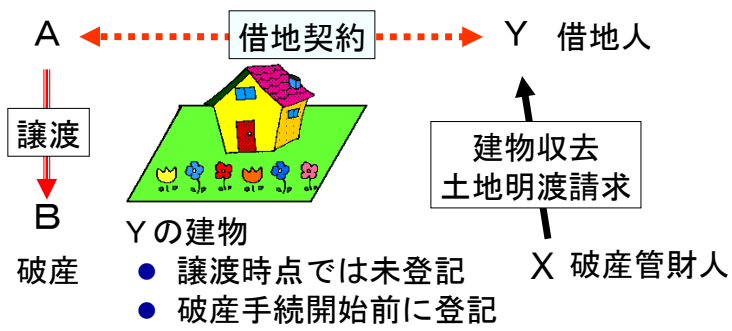 A 借地契約 Y 借地人
譲渡
建物収去
土地明渡請求
B
破産
Yの建物
● 譲渡時点では未登記
● 破産手続開始前に登記
X 破産管財人